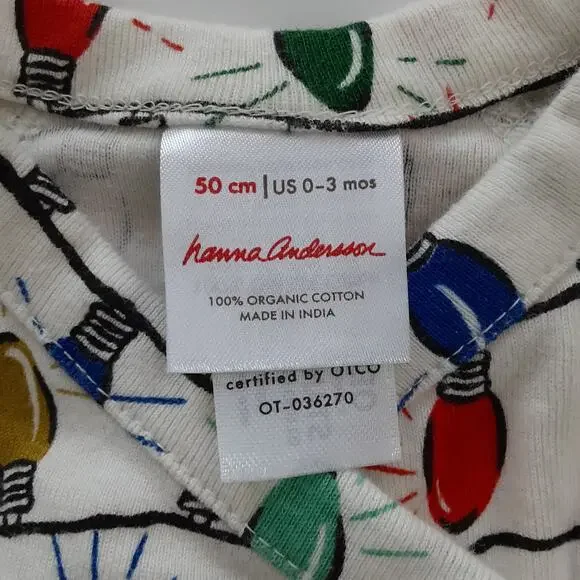 50 cm | US 0–3 mos
hanna andersson
100% ORGANIC COTTON
MADE IN INDIA
certified by OTCO
OT-036270